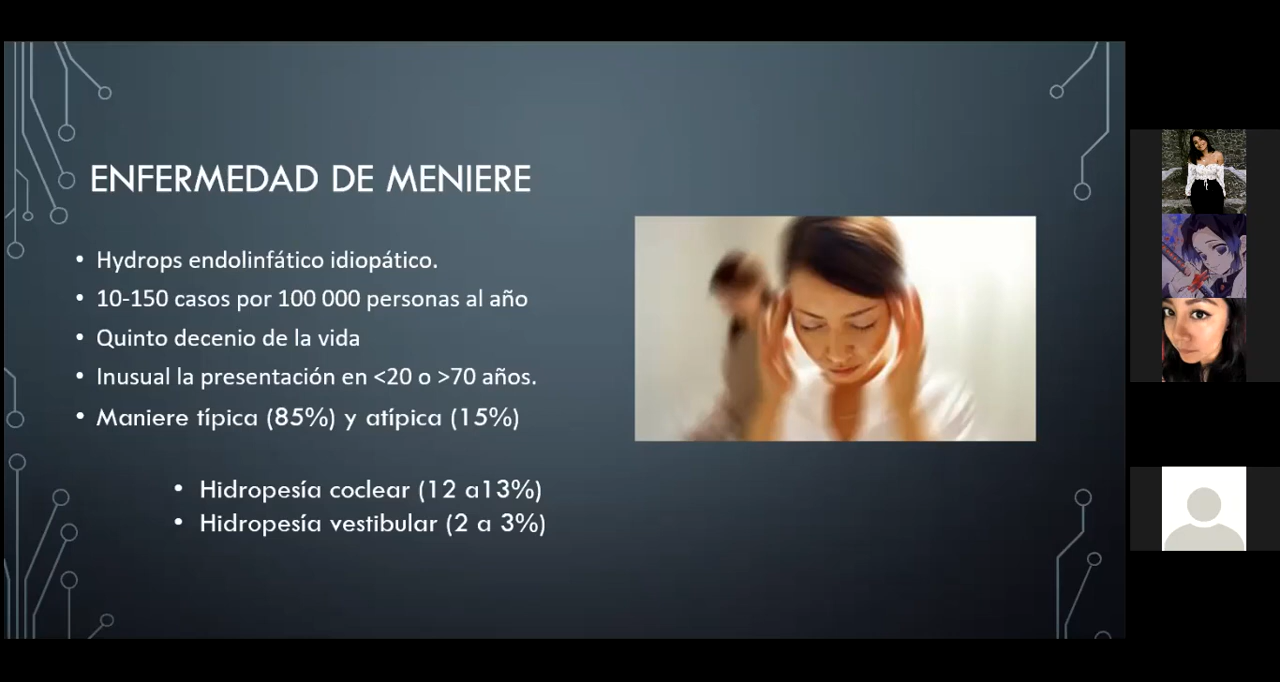 ENFERMEDAD DE MENIERE
• Hydrops endolinfático idiopático.
• 10-150 casos por 100 000 personas al año
• Quinto decenio de la vida
• Inusual la presentación en <20 o >70 años.
• Maniere típica (85%) y atípica (15%)
• Hidropesía coclear (12 a13%)
• Hidropesía vestibular (2 a 3%)